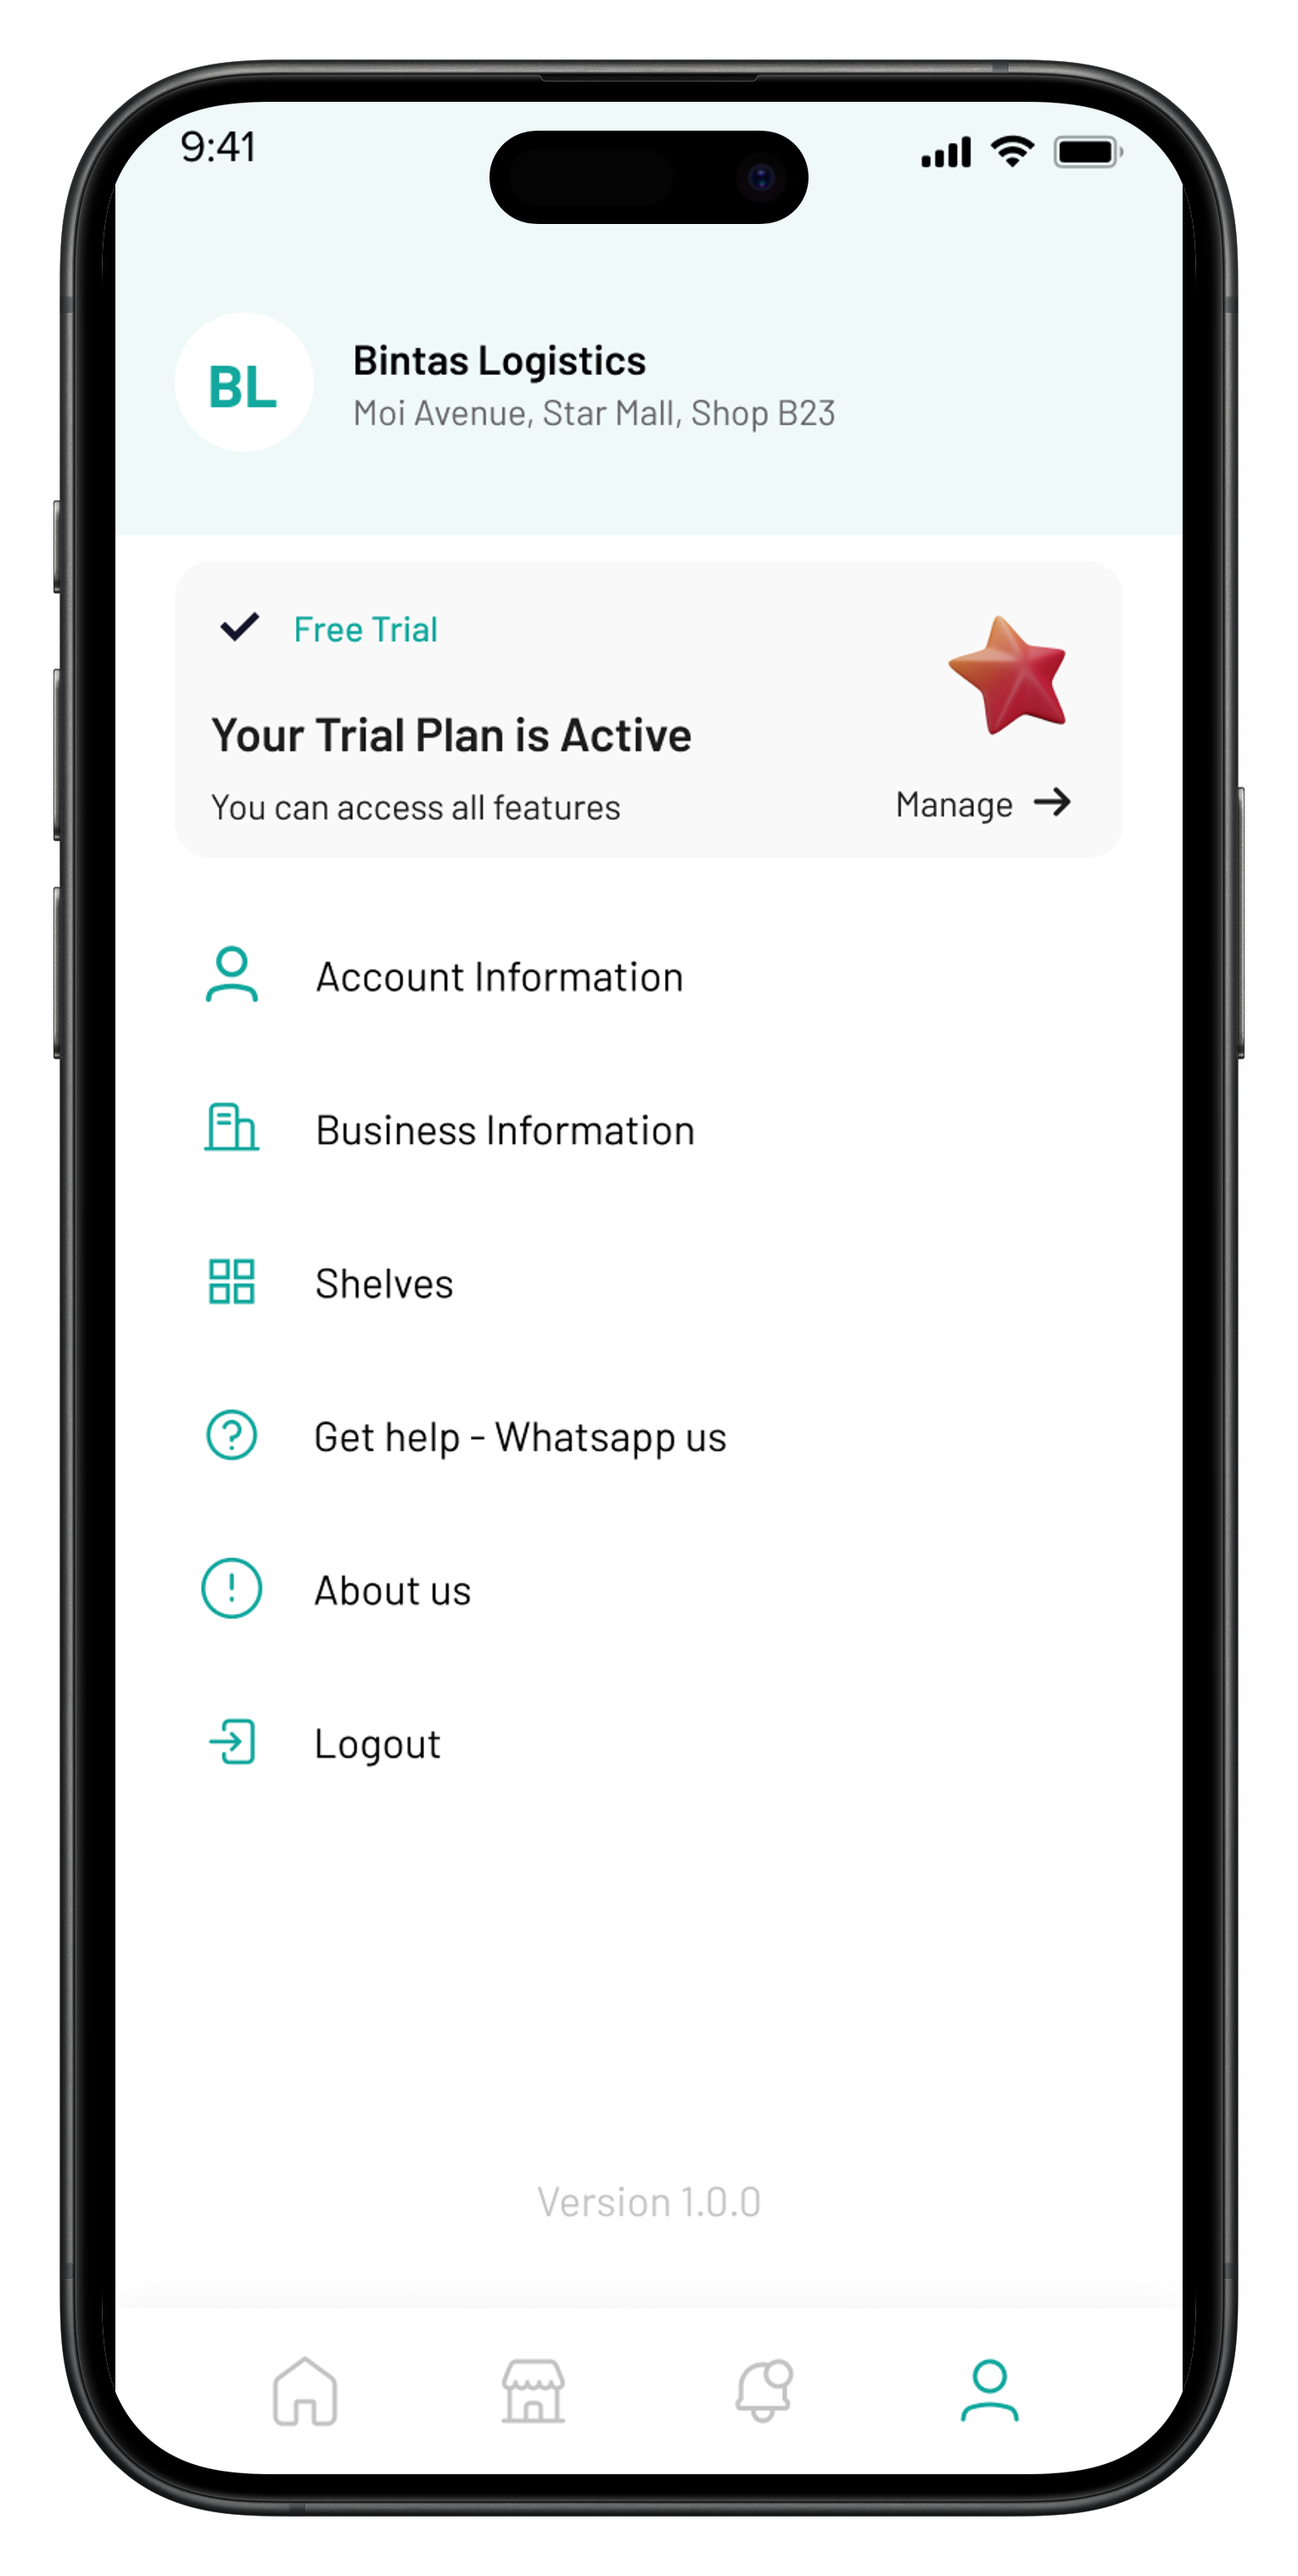 9:41
BL
Bintas Logistics
Moi Avenue, Star Mall, Shop B23
Free Trial
Your Trial Plan is Active
You can access all features
Manage
Account Information
Business Information
Shelves
Get help - Whatsapp us
About us
Logout
Version 1.0.0